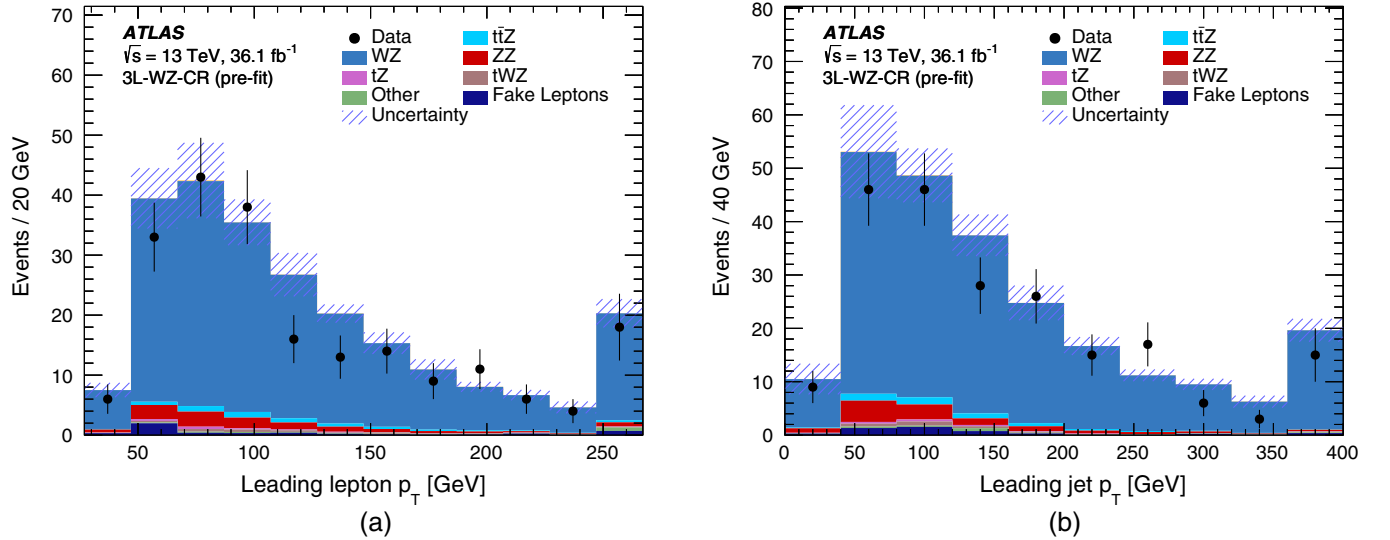 ATLAS
√s = 13 TeV, 36.1 fb⁻¹
3L-WZ-CR (pre-fit)
Data
WZ
tZ
Other
Uncertainty
tt̄Z
ZZ
tWZ
Fake Leptons
Events / 20 GeV
70
60
50
40
30
20
10
0
50 100 150 200 250
Leading lepton p_T [GeV]
(a)
ATLAS
√s = 13 TeV, 36.1 fb⁻¹
3L-WZ-CR (pre-fit)
Data
WZ
tZ
Other
Uncertainty
tt̄Z
ZZ
tWZ
Fake Leptons
Events / 40 GeV
80
70
60
50
40
30
20
10
0
0 50 100 150 200 250 300 350 400
Leading jet p_T [GeV]
(b)